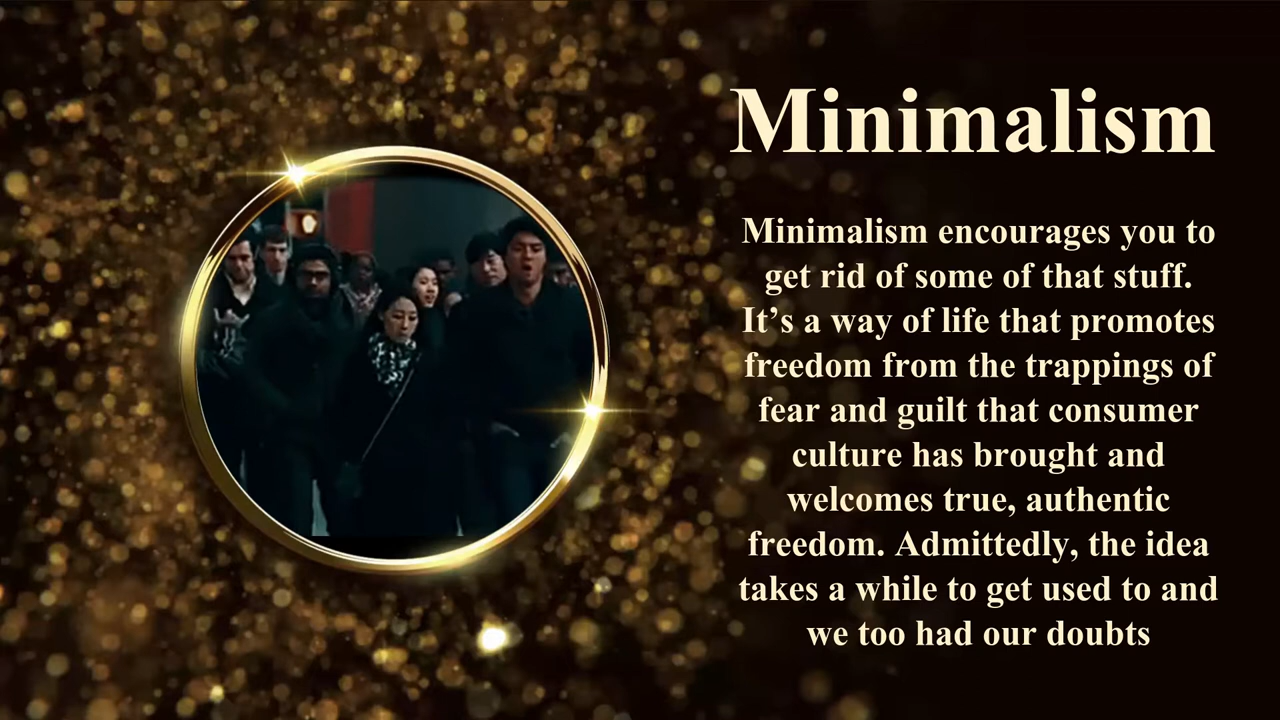 Minimalism
Minimalism encourages you to
get rid of some of that stuff.
It’s a way of life that promotes
freedom from the trappings of
fear and guilt that consumer
culture has brought and
welcomes true, authentic
freedom. Admittedly, the idea
takes a while to get used to and
we too had our doubts